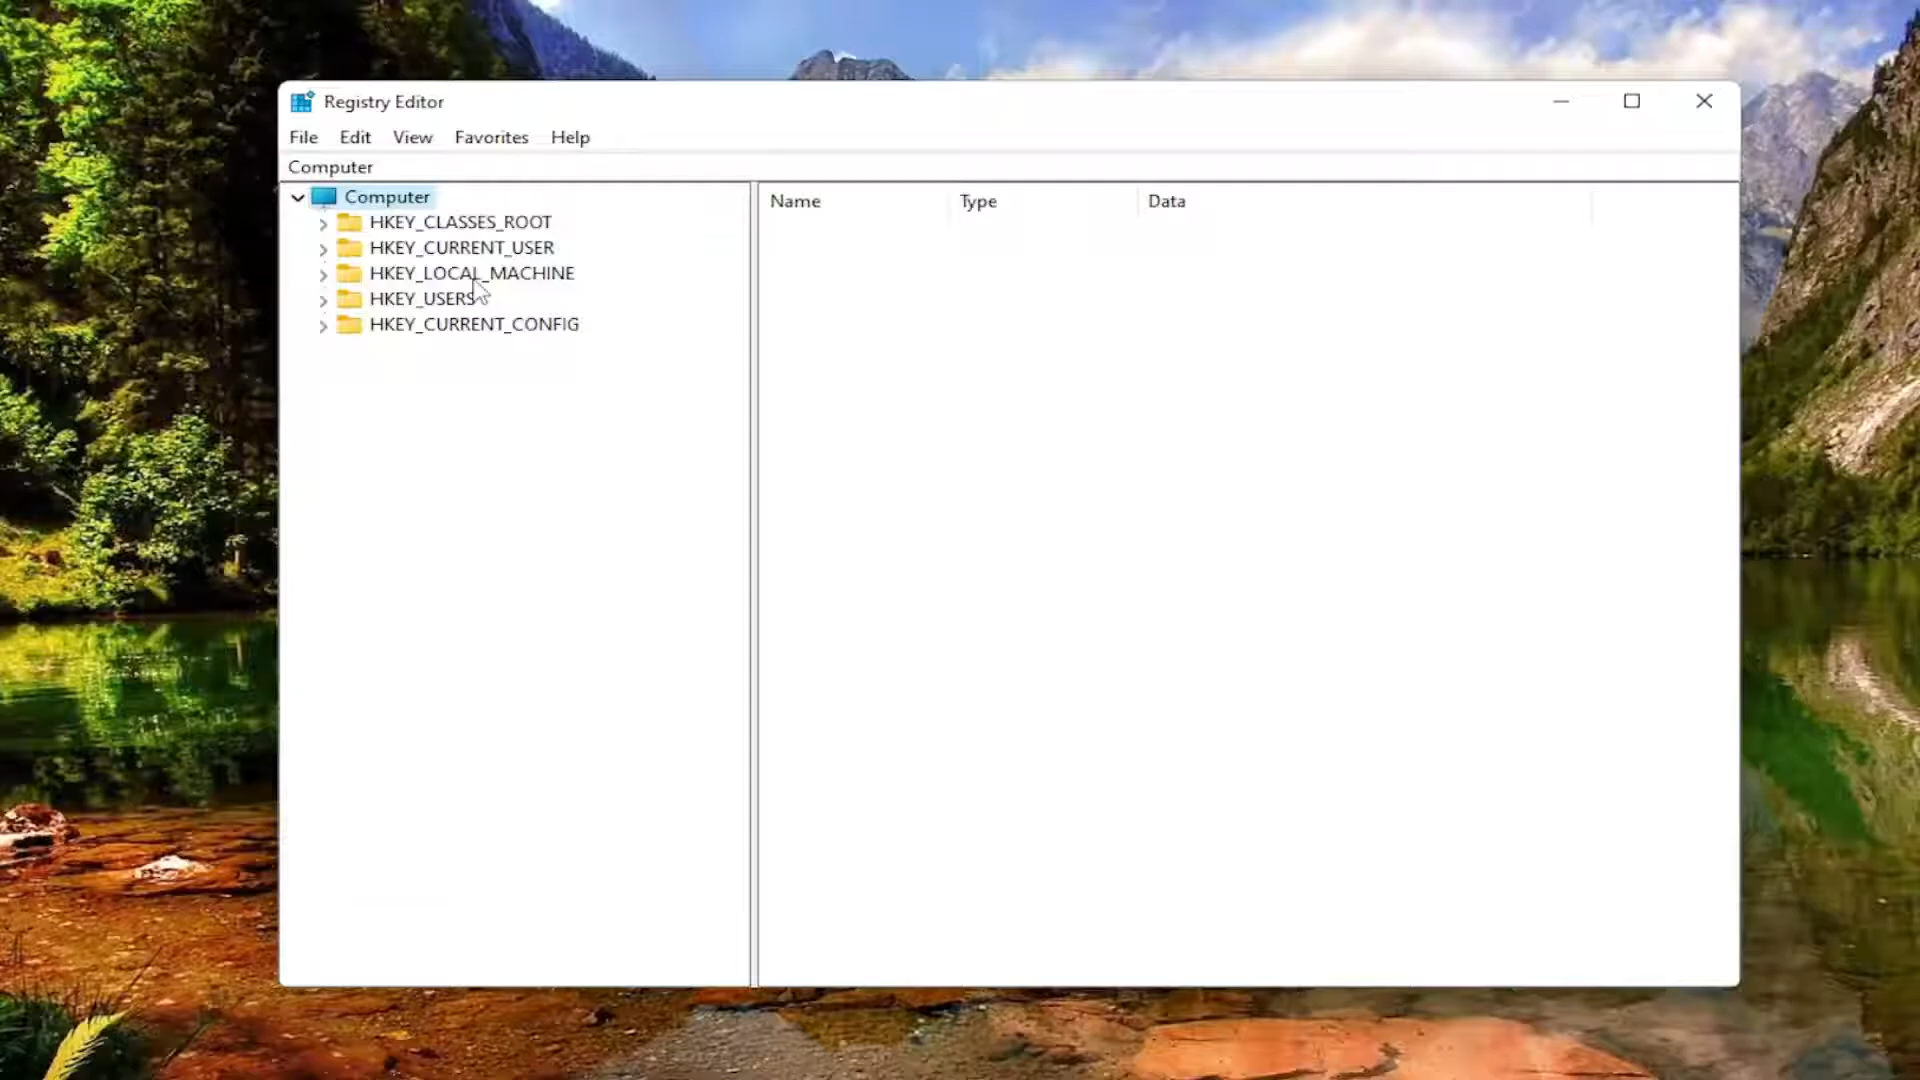 Registry Editor
File Edit View Favorites Help
Computer
Computer
HKEY_CLASSES_ROOT
HKEY_CURRENT_USER
HKEY_LOCAL_MACHINE
HKEY_USERS
HKEY_CURRENT_CONFIG
Name Type Data